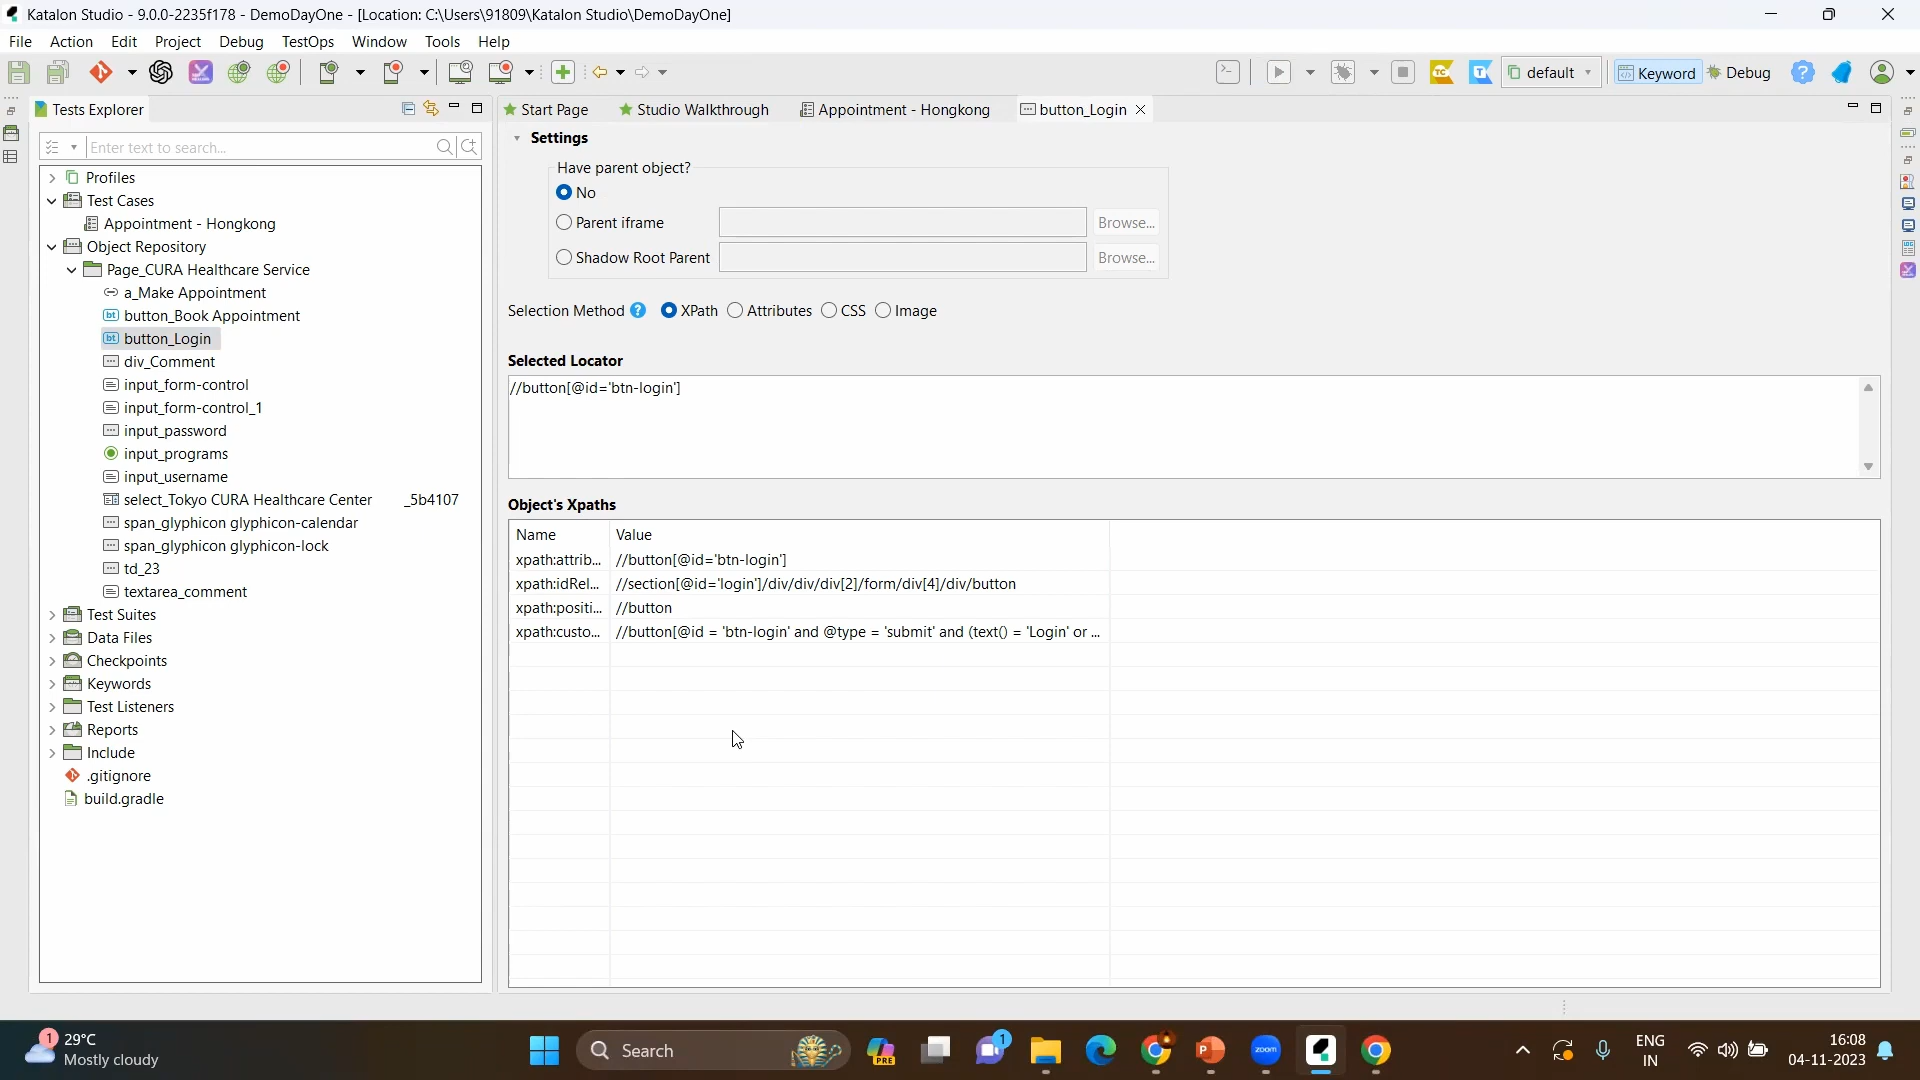 Katalon Studio - 9.0.0-2235f178 - DemoDayOne - [Location: C:\Users\91809\Katalon Studio\DemoDayOne]
File Action Edit Project Debug TestOps Window Tools Help
default Keyword Debug
Tests Explorer
Start Page Studio Walkthrough Appointment - Hongkong button_Login
Enter text to search...
Profiles
Test Cases
Appointment - Hongkong
Object Repository
Page_CURA Healthcare Service
a_Make Appointment
button_Book Appointment
button_Login
div_Comment
input_form-control
input_form-control_1
input_password
input_programs
input_username
select_Tokyo CURA Healthcare Center _5b4107
span_glyphicon glyphicon-calendar
span_glyphicon glyphicon-lock
td_23
textarea_comment
Test Suites
Data Files
Checkpoints
Keywords
Test Listeners
Reports
Include
.gitignore
build.gradle
Settings
Have parent object?
No
Parent iframe Browse...
Shadow Root Parent Browse...
Selection Method XPath Attributes CSS Image
Selected Locator
//button[@id='btn-login']
Object's Xpaths
Name Value
xpath:attrib... //button[@id='btn-login']
xpath:idRel... //section[@id='login']/div/div/div[2]/form/div[4]/div/button
xpath:positi... //button
xpath:custo... //button[@id = 'btn-login' and @type = 'submit' and (text() = 'Login' or ...
1 29°C
Mostly cloudy
Search
PRE
1
zoom
ENG
IN
16:08
04-11-2023